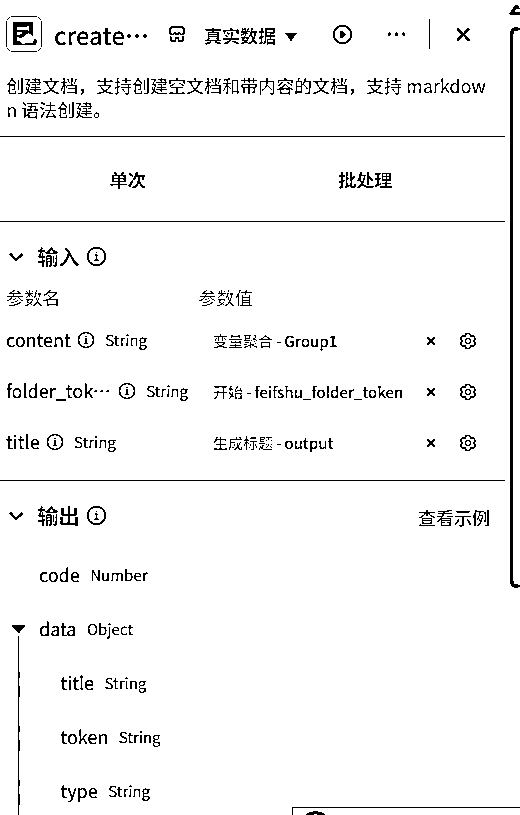 create… 真实数据
创建文档，支持创建空文档和带内容的文档，支持 markdow
n 语法创建。
单次 批处理
输入
参数名 参数值
content String 变量聚合 - Group1
folder_tok… String 开始 - feifshu_folder_token
title String 生成标题 - output
输出 查看示例
code Number
data Object
title String
token String
type String